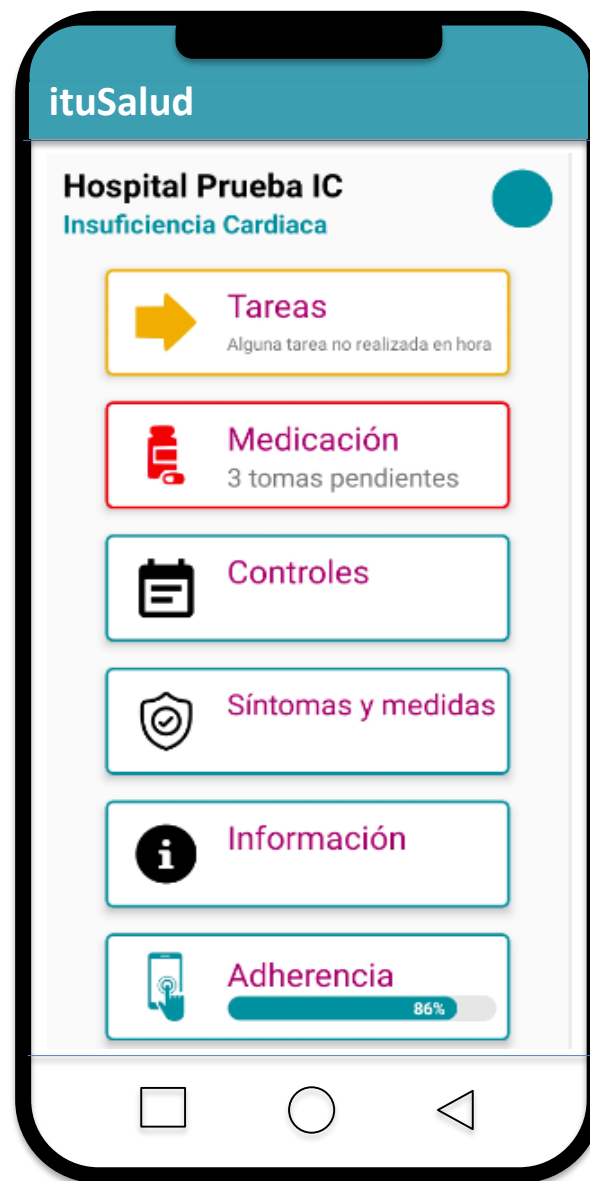 ituSalud
Hospital Prueba IC
Insuficiencia Cardiaca
Tareas
Alguna tarea no realizada en hora
Medicación
3 tomas pendientes
Controles
Síntomas y medidas
Información
Adherencia
86%